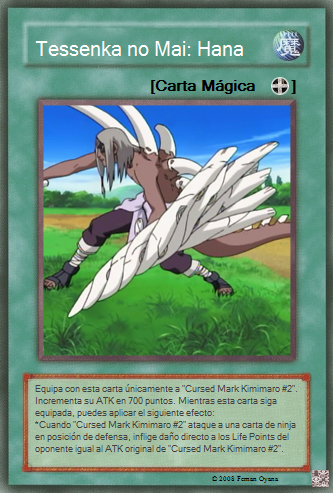 Tessenka no Mai: Hana
魔
[Carta Mágica ]
Equipa con esta carta únicamente a "Cursed Mark Kimimaro #2".
Incrementa su ATK en 700 puntos. Mientras esta carta siga
equipada, puedes aplicar el siguiente efecto:
*Cuando "Cursed Mark Kimimaro #2" ataque a una carta de ninja
en posición de defensa, inflige daño directo a los Life Points del
oponente igual al ATK original de "Cursed Mark Kimimaro #2".
© 2008 Fernan Oyana